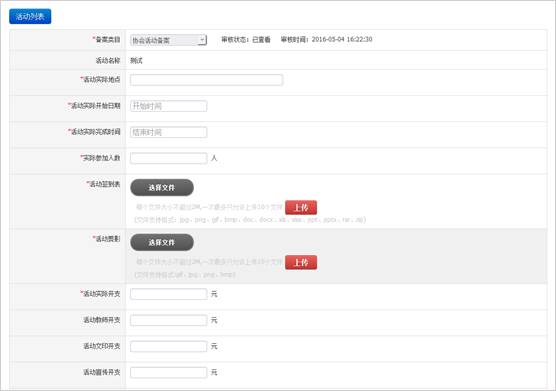 活动列表
*备案类目 协会活动备案 审核状态：已查看 审核时间：2016-05-04 16:22:30
活动名称 测试
*活动实际地点
*活动实际开始日期 开始时间
*活动实际完成时间 结束时间
*实际参加人数 人
*活动签到表 选择文件
每个文件大小不超过2M,一次最多只允许上传10个文件 上传
(文件支持格式：jpg，png，gif，bmp，doc，docx，xls，xlsx，ppt，pptx，rar，zip)
*活动剪影 选择文件
每个文件大小不超过2M,一次最多只允许上传10个文件 上传
(文件支持格式:gif，jpg，png，bmp)
*活动实际开支 元
活动教师开支 元
活动文印开支 元
活动宣传开支 元